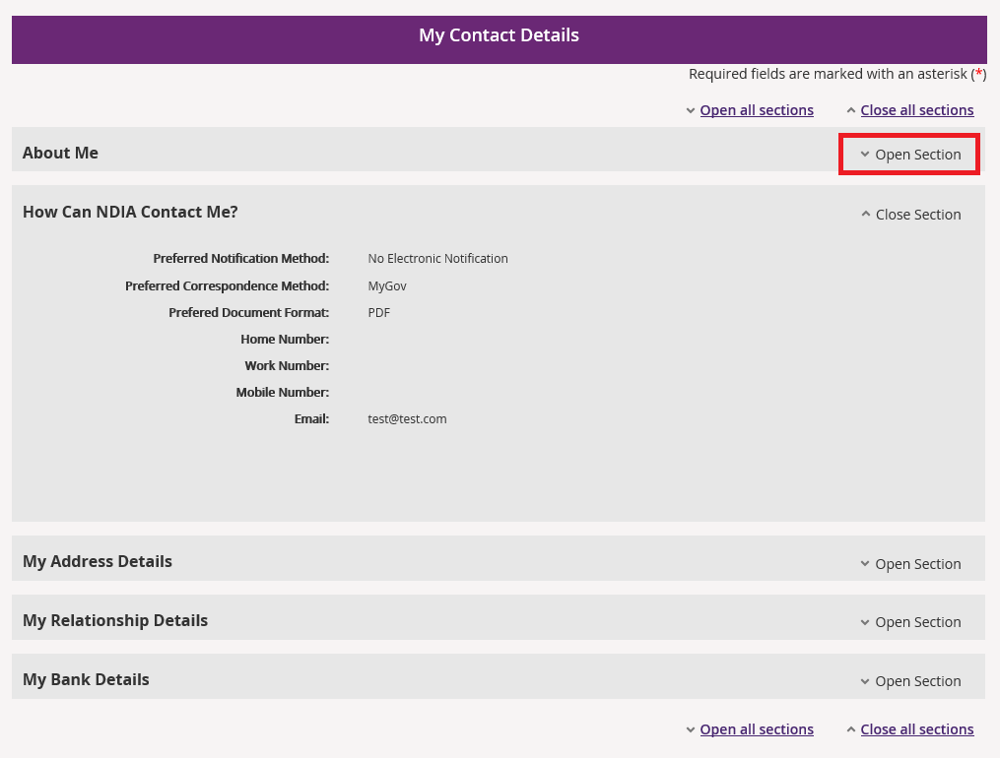 My Contact Details
Required fields are marked with an asterisk (*)
Open all sections Close all sections
About Me Open Section
How Can NDIA Contact Me? Close Section
Preferred Notification Method: No Electronic Notification
Preferred Correspondence Method: MyGov
Prefered Document Format: PDF
Home Number:
Work Number:
Mobile Number:
Email: test@test.com
My Address Details Open Section
My Relationship Details Open Section
My Bank Details Open Section
Open all sections Close all sections